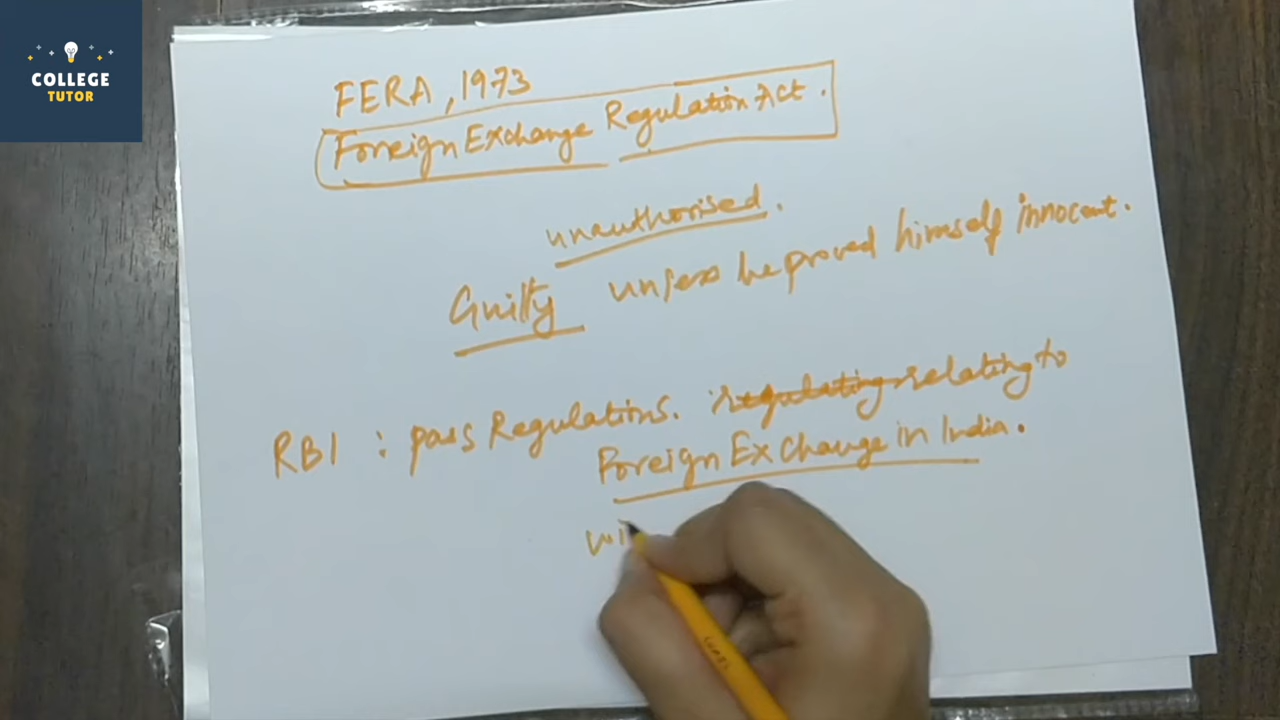 COLLEGE
TUTOR
FERA, 1973
Foreign Exchange Regulation Act.
unauthorised.
Guilty unless he proved himself innocent.
RBI : pass Regulations. regulating relating to
Foreign Exchange in India.
wi